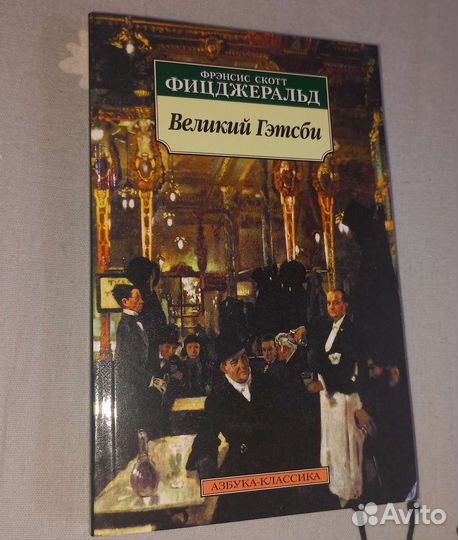 ФРЭНСИС СКОТТ
ФИЦДЖЕРАЛЬД
Великий Гэтсби
АЗБУКА-КЛАССИКА
Avito